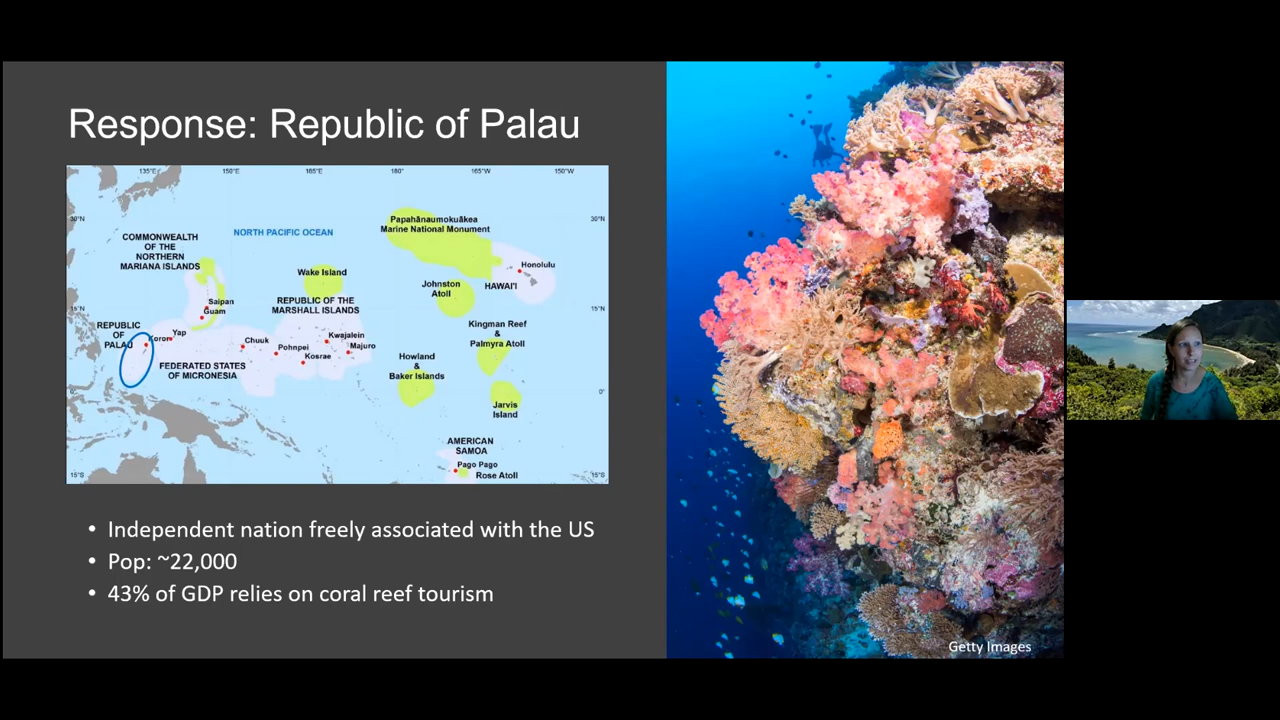 Response: Republic of Palau
135°E
150°E
165°E
180°
165°W
150°W
30°N
30°N
COMMONWEALTH
OF THE
NORTHERN
MARIANA ISLANDS
NORTH PACIFIC OCEAN
Papahānaumokuākea
Marine National Monument
Wake Island
Johnston
Atoll
Honolulu
HAWAI'I
Saipan
Guam
15°N
15°N
REPUBLIC OF THE
MARSHALL ISLANDS
REPUBLIC
OF
PALAU
Koror
Yap
Chuuk
Pohnpei
Kosrae
Kwajalein
Majuro
Kingman Reef
&
Palmyra Atoll
FEDERATED STATES
OF MICRONESIA
Howland
&
Baker Islands
0°
Jarvis
Island
AMERICAN
SAMOA
Pago Pago
Rose Atoll
15°S
15°S
• Independent nation freely associated with the US
• Pop: ~22,000
• 43% of GDP relies on coral reef tourism
Getty Images